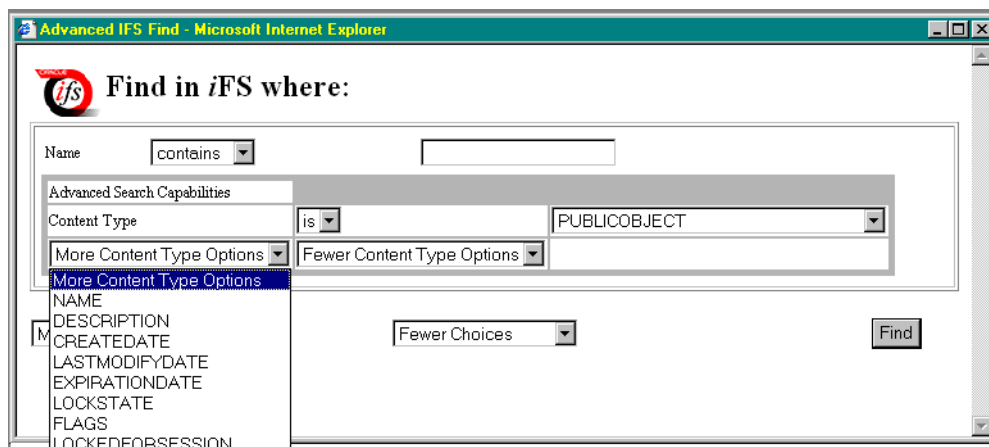 Advanced IFS Find - Microsoft Internet Explorer
ORACLE
ifs
Find in iFS where:
Name contains
Advanced Search Capabilities
Content Type is PUBLICOBJECT
More Content Type Options Fewer Content Type Options
More Content Type Options
NAME
DESCRIPTION
M Fewer Choices Find
CREATEDATE
LASTMODIFYDATE
EXPIRATIONDATE
LOCKSTATE
FLAGS
LOCKEDFORSESSION